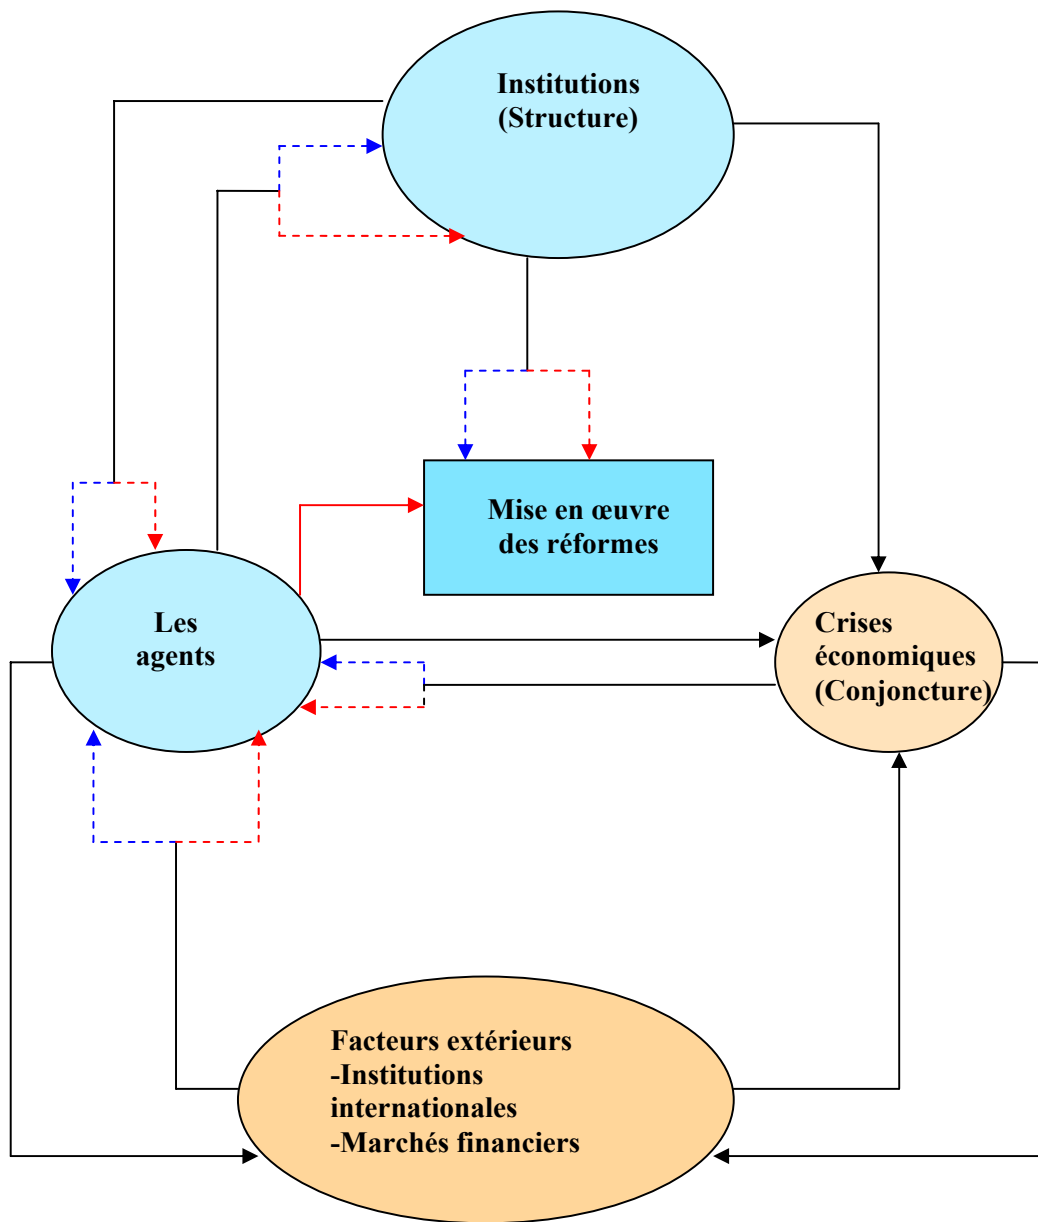 Institutions
(Structure)
Mise en œuvre
des réformes
Les
agents
Crises
économiques
(Conjoncture)
Facteurs extérieurs
-Institutions
internationales
-Marchés financiers